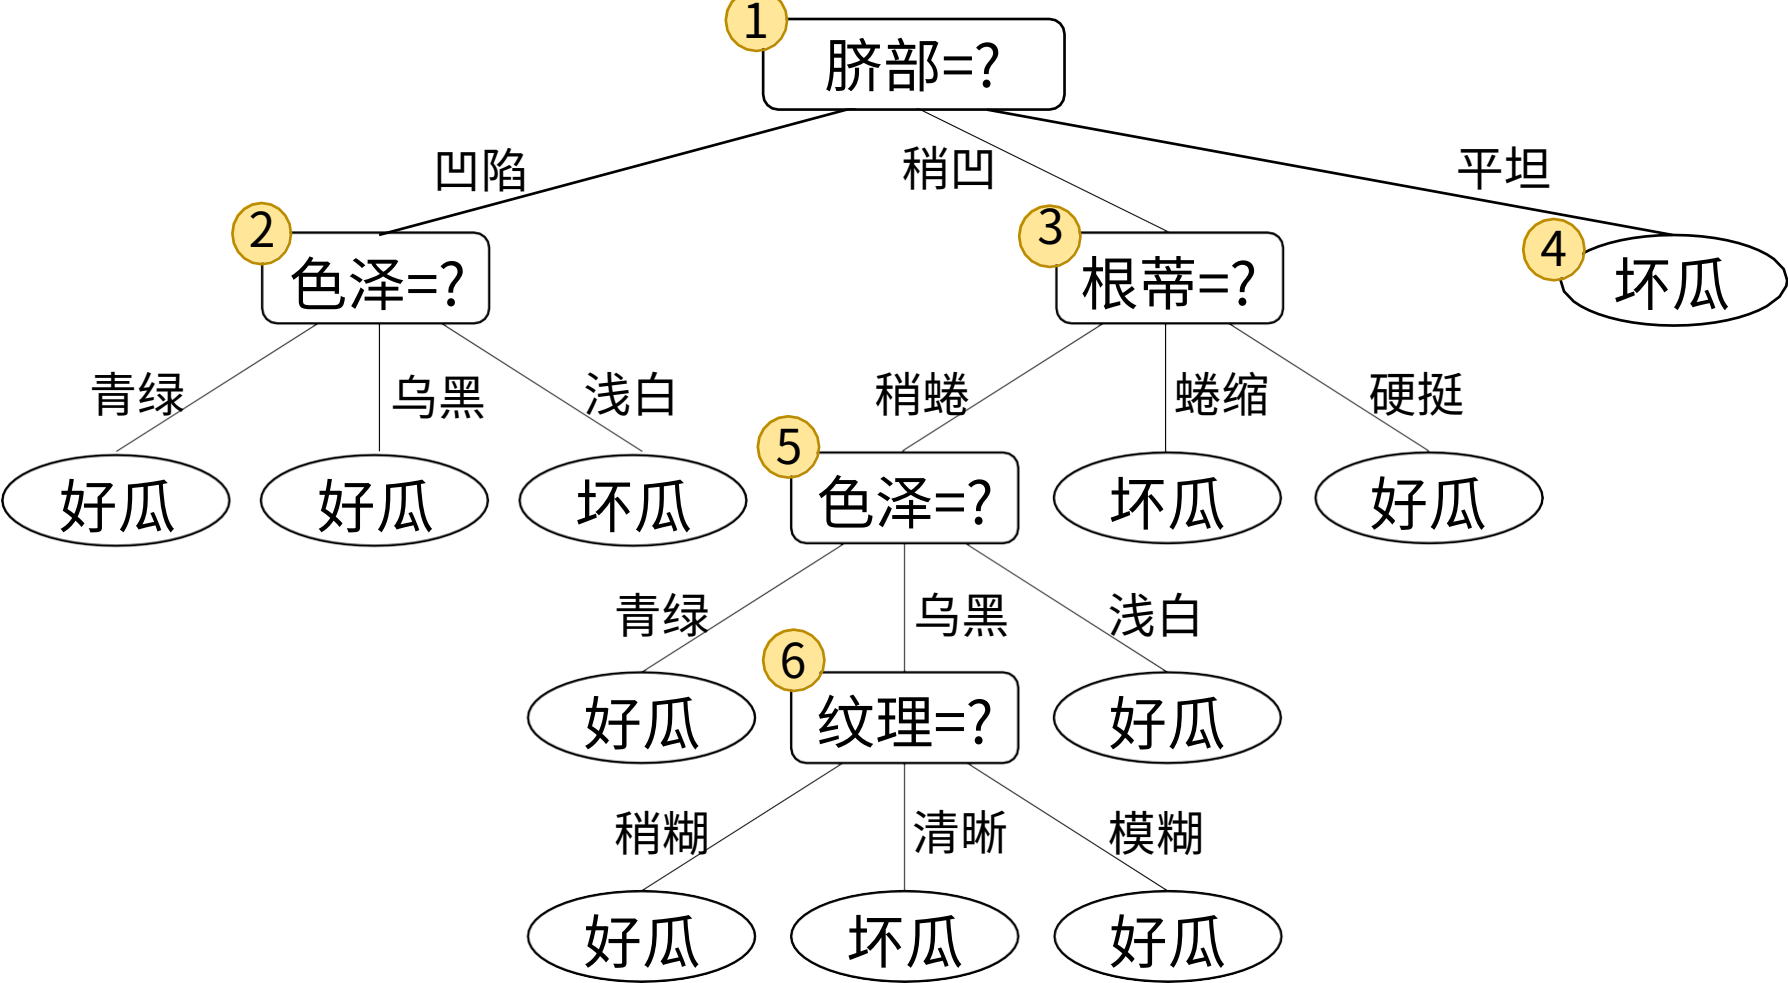 1
脐部=?
凹陷
稍凹
平坦
2
色泽=?
3
根蒂=?
4
坏瓜
青绿
乌黑
浅白
稍蜷
蜷缩
硬挺
好瓜
好瓜
坏瓜
5
色泽=?
坏瓜
好瓜
青绿
乌黑
浅白
好瓜
6
纹理=?
好瓜
稍糊
清晰
模糊
好瓜
坏瓜
好瓜